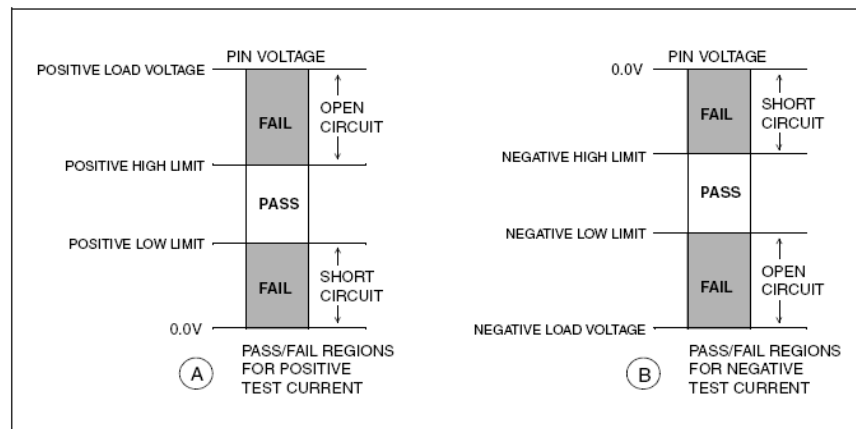 PIN VOLTAGE
POSITIVE LOAD VOLTAGE
FAIL
OPEN
CIRCUIT
POSITIVE HIGH LIMIT
PASS
POSITIVE LOW LIMIT
FAIL
SHORT
CIRCUIT
0.0V
A
PASS/FAIL REGIONS
FOR POSITIVE
TEST CURRENT
PIN VOLTAGE
0.0V
FAIL
SHORT
CIRCUIT
NEGATIVE HIGH LIMIT
PASS
NEGATIVE LOW LIMIT
FAIL
OPEN
CIRCUIT
NEGATIVE LOAD VOLTAGE
B
PASS/FAIL REGIONS
FOR NEGATIVE
TEST CURRENT